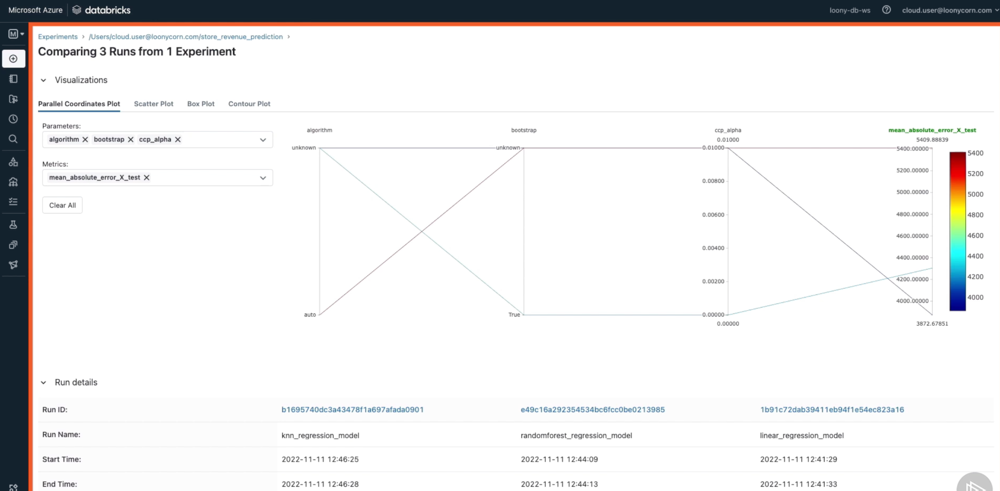 Microsoft Azure databricks loony-db-ws cloud.user@loonycorn.com
M
Experiments > /Users/cloud.user@loonycorn.com/store_revenue_prediction >
Comparing 3 Runs from 1 Experiment
Visualizations
Parallel Coordinates Plot Scatter Plot Box Plot Contour Plot
Parameters:
algorithm bootstrap ccp_alpha
Metrics:
mean_absolute_error_X_test
Clear All
algorithm
unknown
auto
bootstrap
unknown
True
ccp_alpha
0.01000
0.01000
0.00800
0.00600
0.00400
0.00200
0.00000
0.00000
mean_absolute_error_X_test
5409.88839
5400.00000
5200.00000
5000.00000
4800.00000
4600.00000
4400.00000
4200.00000
4000.00000
3872.67851
5400
5200
5000
4800
4600
4400
4200
4000
Run details
Run ID: b1695740dc3a43478f1a697afada0901 e49c16a292354534bc6fcc0be0213985 1b91c72dab39411eb94f1e54ec823a16
Run Name: knn_regression_model randomforest_regression_model linear_regression_model
Start Time: 2022-11-11 12:46:25 2022-11-11 12:44:09 2022-11-11 12:41:29
End Time: 2022-11-11 12:46:28 2022-11-11 12:44:13 2022-11-11 12:41:33